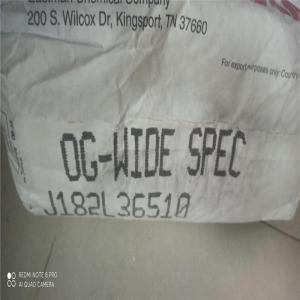 Eastman Chemical Company
200 S. Wilcox Dr, Kingsport, TN 37660
For export purposes only: Country
OG-WIDE SPEC
J182L36510
REDMI NOTE 8 PRO
AI QUAD CAMERA